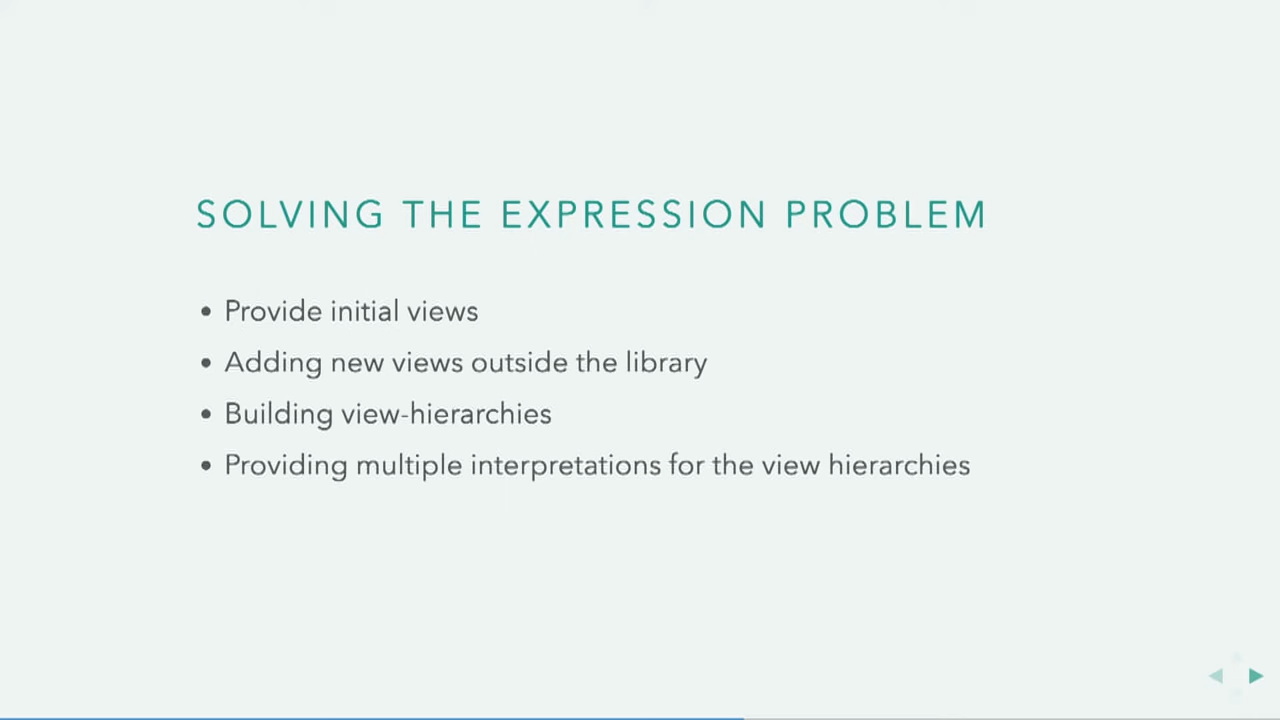 SOLVING THE EXPRESSION PROBLEM
• Provide initial views
• Adding new views outside the library
• Building view-hierarchies
• Providing multiple interpretations for the view hierarchies